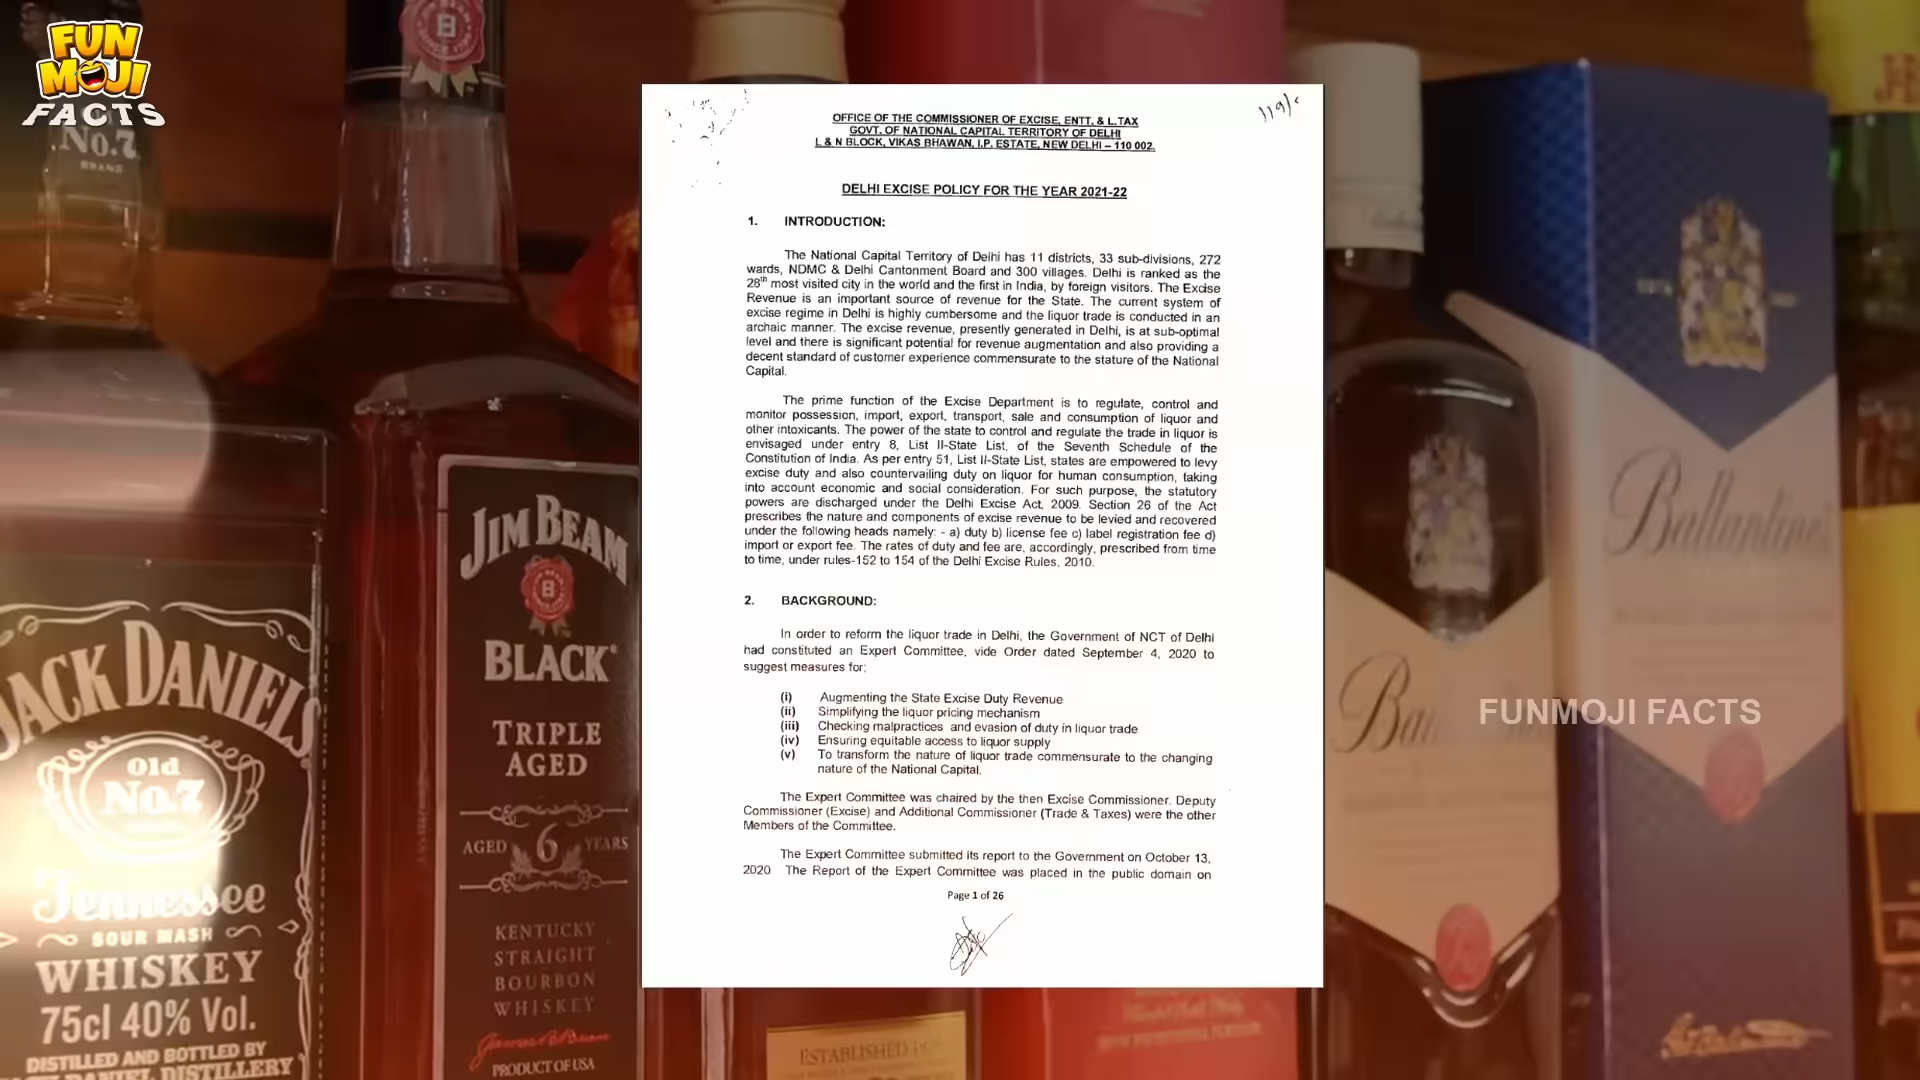 FUN
MOJI
FACTS
No.7
BRAND
JACK DANIEL'S
Old
No.7
Tennessee
SOUR MASH
WHISKEY
75cl 40% Vol.
DISTILLED AND BOTTLED BY
JACK DANIEL DISTILLERY
B
JIM BEAM
B
BLACK
TRIPLE
AGED
AGED 6 YEARS
KENTUCKY
STRAIGHT
BOURBON
WHISKEY
PRODUCT OF USA
119/c
OFFICE OF THE COMMISSIONER OF EXCISE, ENTT. & L.TAX
GOVT. OF NATIONAL CAPITAL TERRITORY OF DELHI
L & N BLOCK, VIKAS BHAWAN, I.P. ESTATE, NEW DELHI – 110 002.
DELHI EXCISE POLICY FOR THE YEAR 2021-22
1. INTRODUCTION:
The National Capital Territory of Delhi has 11 districts, 33 sub-divisions, 272
wards, NDMC & Delhi Cantonment Board and 300 villages. Delhi is ranked as the
28th most visited city in the world and the first in India, by foreign visitors. The Excise
Revenue is an important source of revenue for the State. The current system of
excise regime in Delhi is highly cumbersome and the liquor trade is conducted in an
archaic manner. The excise revenue, presently generated in Delhi, is at sub-optimal
level and there is significant potential for revenue augmentation and also providing a
decent standard of customer experience commensurate to the stature of the National
Capital.
The prime function of the Excise Department is to regulate, control and
monitor possession, import, export, transport, sale and consumption of liquor and
other intoxicants. The power of the state to control and regulate the trade in liquor is
envisaged under entry 8, List II-State List, of the Seventh Schedule of the
Constitution of India. As per entry 51, List II-State List, states are empowered to levy
excise duty and also countervailing duty on liquor for human consumption, taking
into account economic and social consideration. For such purpose, the statutory
powers are discharged under the Delhi Excise Act, 2009. Section 26 of the Act
prescribes the nature and components of excise revenue to be levied and recovered
under the following heads namely: - a) duty b) license fee c) label registration fee d)
import or export fee. The rates of duty and fee are, accordingly, prescribed from time
to time, under rules-152 to 154 of the Delhi Excise Rules, 2010.
2. BACKGROUND:
In order to reform the liquor trade in Delhi, the Government of NCT of Delhi
had constituted an Expert Committee, vide Order dated September 4, 2020 to
suggest measures for;
(i) Augmenting the State Excise Duty Revenue
(ii) Simplifying the liquor pricing mechanism
(iii) Checking malpractices and evasion of duty in liquor trade
(iv) Ensuring equitable access to liquor supply
(v) To transform the nature of liquor trade commensurate to the changing
nature of the National Capital.
The Expert Committee was chaired by the then Excise Commissioner. Deputy
Commissioner (Excise) and Additional Commissioner (Trade & Taxes) were the other
Members of the Committee.
The Expert Committee submitted its report to the Government on October 13,
2020. The Report of the Expert Committee was placed in the public domain on
Page 1 of 26
ESTABLISHED
Ballantine
FUNMOJI FACTS